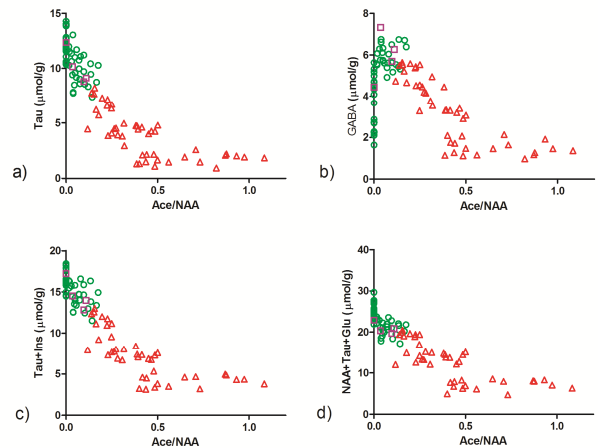 a)
Tau (µmol/g)
15
10
5
0
0.0 0.5 1.0
Ace/NAA
b)
GABA (µmol/g)
8
6
4
2
0
0.0 0.5 1.0
Ace/NAA
c)
Tau+Ins (µmol/g)
20
15
10
5
0
0.0 0.5 1.0
Ace/NAA
d)
NAA+Tau+Glu (µmol/g)
40
30
20
10
0
0.0 0.5 1.0
Ace/NAA